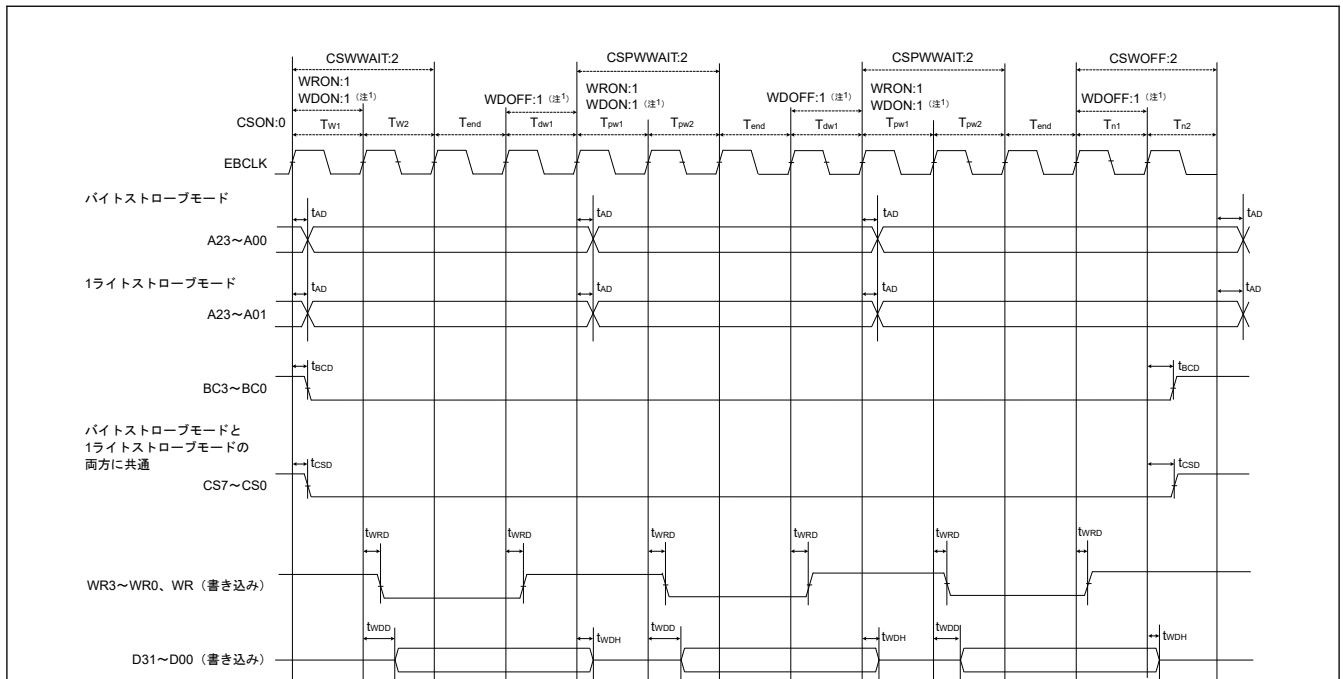 CSWWAIT:2 CSPWWAIT:2 CSPWWAIT:2 CSWOFF:2
WRON:1 WRON:1 WRON:1
WDON:1 (注1) WDOFF:1 (注1) WDON:1 (注1) WDOFF:1 (注1) WDON:1 (注1) WDOFF:1 (注1)
CSON:0 TW1 TW2 Tend Tdw1 Tpw1 Tpw2 Tend Tdw1 Tpw1 Tpw2 Tend Tn1 Tn2
EBCLK
バイトストローブモード
tAD tAD tAD tAD
A23~A00
1ライトストローブモード
tAD tAD tAD tAD
A23~A01
tBCD tBCD
BC3~BC0
バイトストローブモードと
1ライトストローブモードの
両方に共通
tCSD tCSD
CS7~CS0
tWRD tWRD tWRD tWRD tWRD tWRD
WR3~WR0、WR(書き込み)
tWDD tWDH tWDD tWDH tWDD tWDH
D31~D00(書き込み)